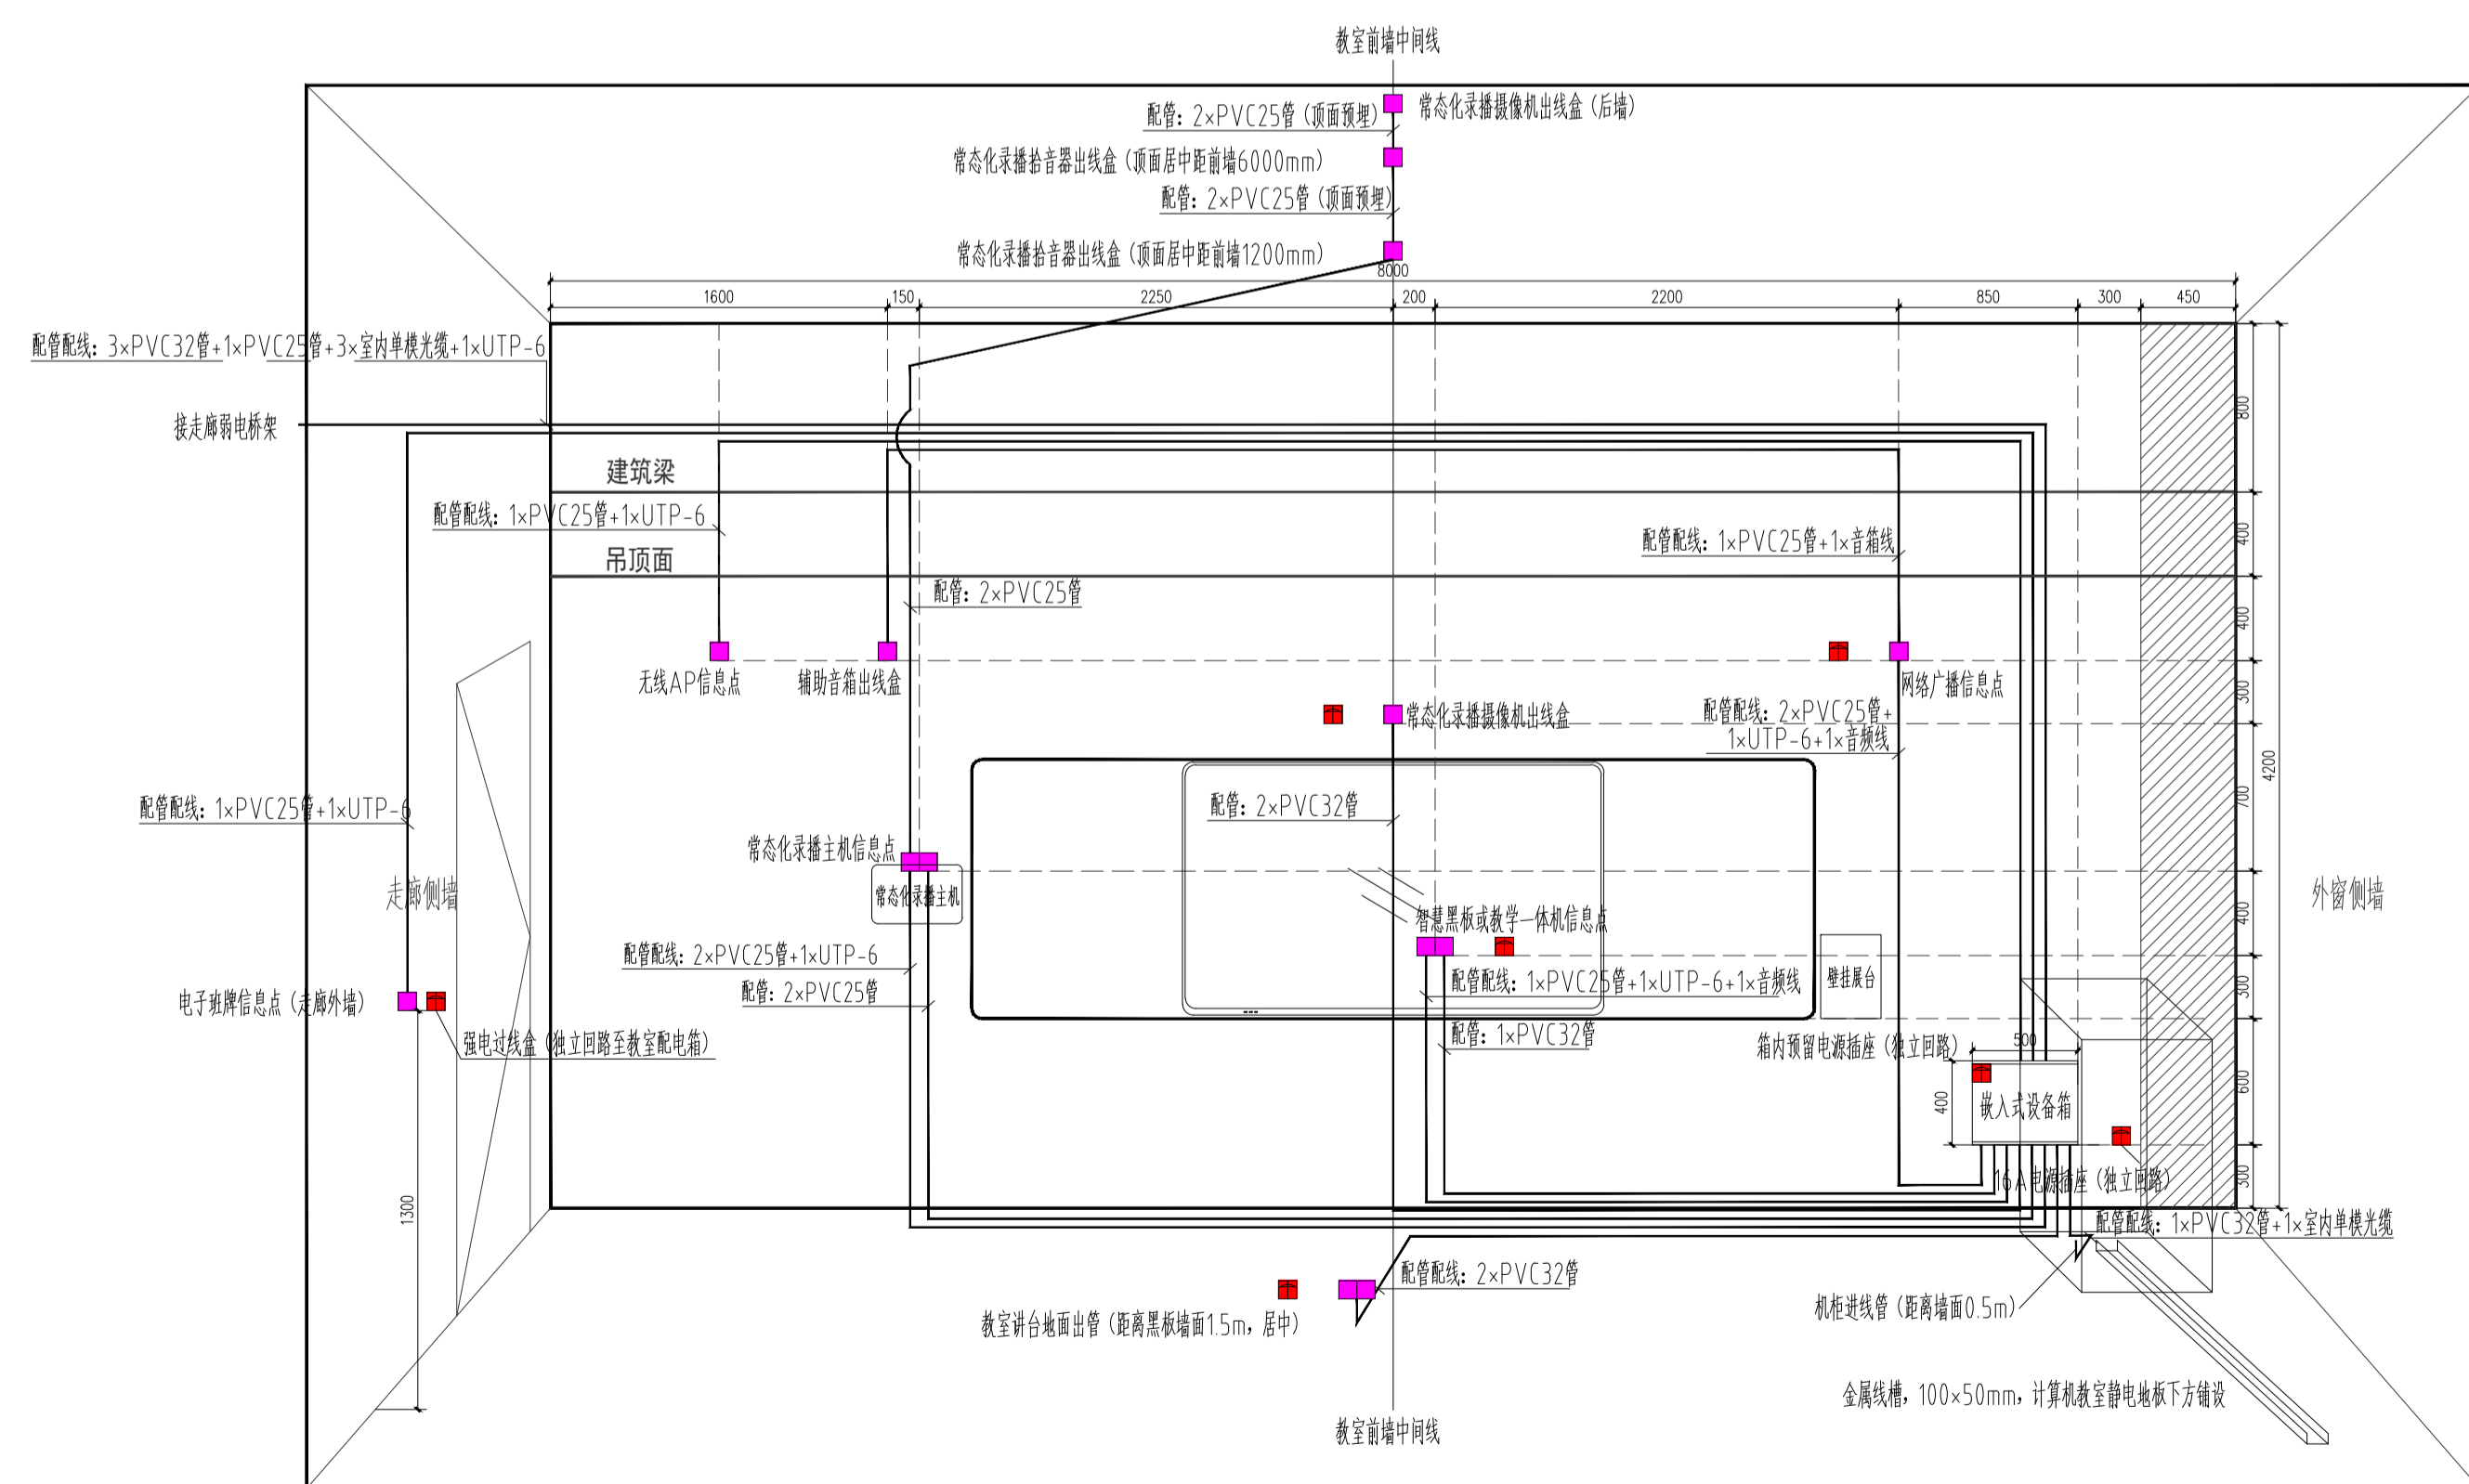 教室前墙中间线
配管：2×PVC25管（顶面预埋）
常态化录播摄像机出线盒（后墙）
常态化录播拾音器出线盒（顶面居中距前墙6000mm）
配管：2×PVC25管（顶面预埋）
常态化录播拾音器出线盒（顶面居中距前墙1200mm）
8000
1600
150
2250
200
2200
850
300
450
配管配线：3×PVC32管+1×PVC25管+3×室内单模光缆+1×UTP-6
接走廊弱电桥架
800
建筑梁
配管配线：1×PVC25管+1×UTP-6
配管配线：1×PVC25管+1×音箱线
400
吊顶面
配管：2×PVC25管
400
无线AP信息点
辅助音箱出线盒
网络广播信息点
300
常态化录播摄像机出线盒
配管配线：2×PVC25管+
1×UTP-6+1×音频线
4200
700
配管配线：1×PVC25管+1×UTP-6
配管：2×PVC32管
常态化录播主机信息点
走廊侧墙
常态化录播主机
外窗侧墙
智慧黑板或教学一体机信息点
400
配管配线：2×PVC25管+1×UTP-6
配管：2×PVC25管
配管配线：1×PVC25管+1×UTP-6+1×音频线
壁挂展台
300
电子班牌信息点（走廊外墙）
强电过线盒（独立回路至教室配电箱）
配管：1×PVC32管
箱内预留电源插座（独立回路）
500
400
嵌入式设备箱
600
16A电源插座（独立回路）
300
1300
配管配线：1×PVC32管+1×室内单模光缆
配管配线：2×PVC32管
机柜进线管（距离墙面0.5m）
教室讲台地面出管（距离黑板墙面1.5m，居中）
金属线槽，100×50mm，计算机教室静电地板下方铺设
教室前墙中间线